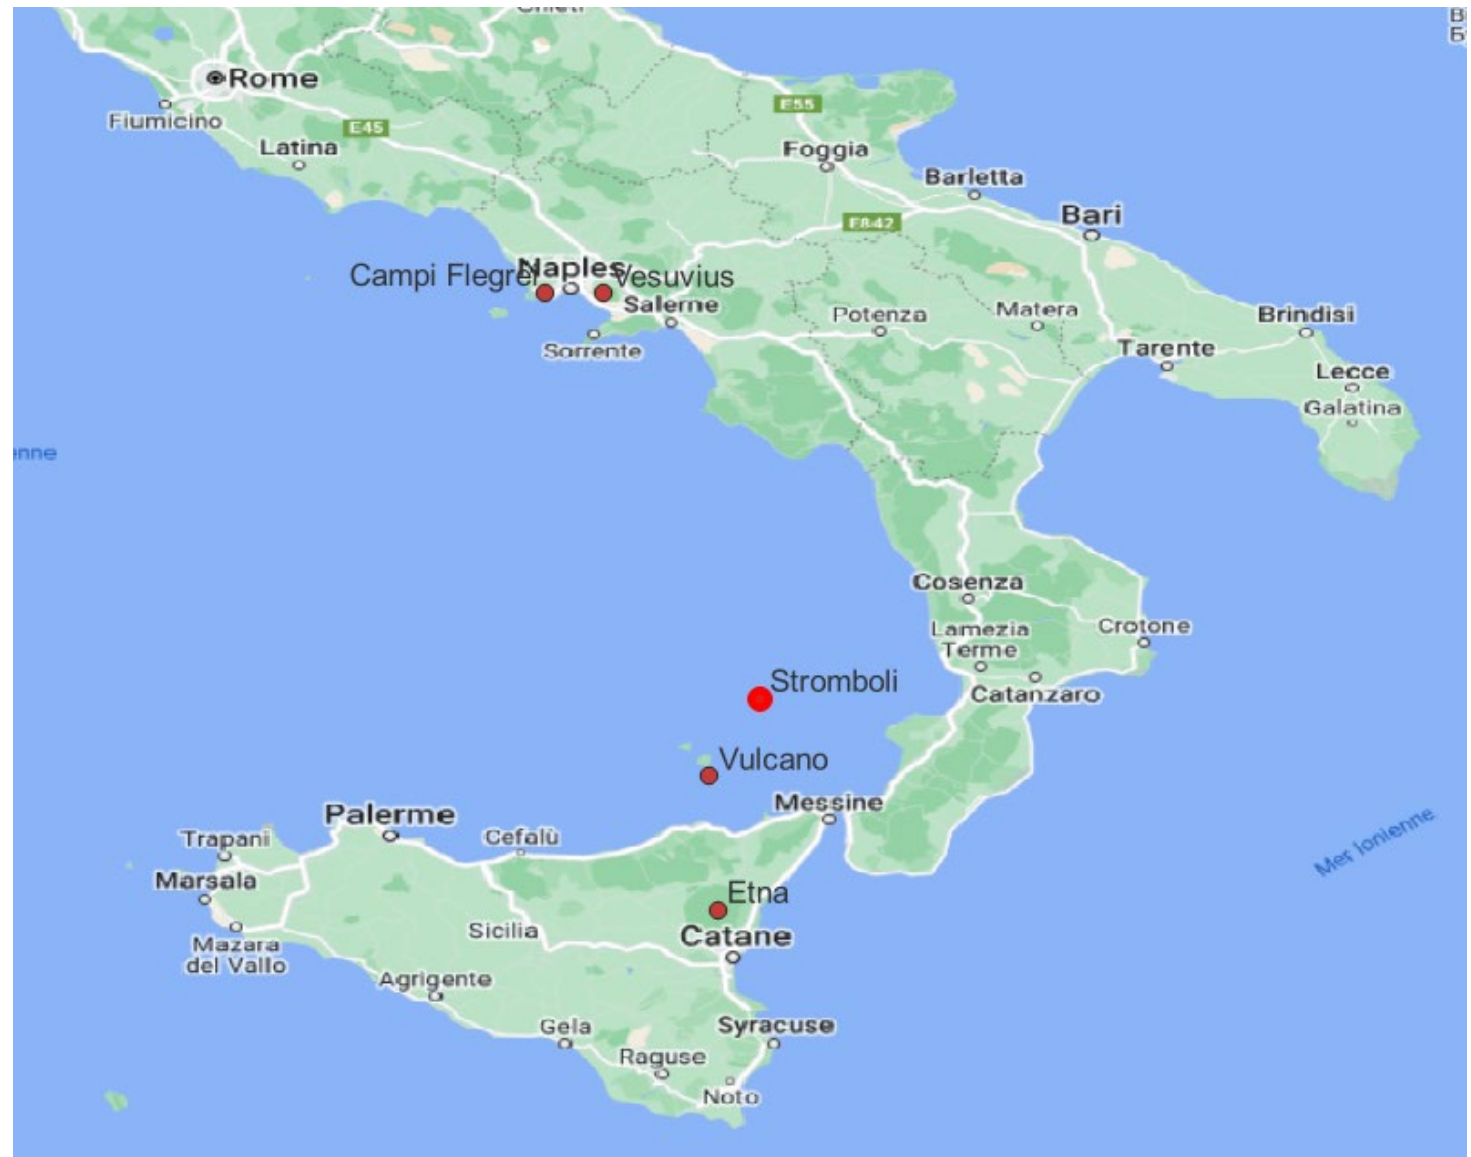 Chieti
Rome
Fiumicino
E45
Latina
E55
Foggia
Barletta
Bari
E842
Campi Flegrei
Naples
Vesuvius
Salerne
Sorrente
Potenza
Matera
Brindisi
Tarente
Lecce
Galatina
enne
Cosenza
Lamezia
Terme
Crotone
Catanzaro
Stromboli
Vulcano
Messine
Palerme
Trapani
Cefalù
Marsala
Mer Ionienne
Etna
Sicilia
Catane
Mazara
del Vallo
Agrigente
Gela
Syracuse
Raguse
Noto